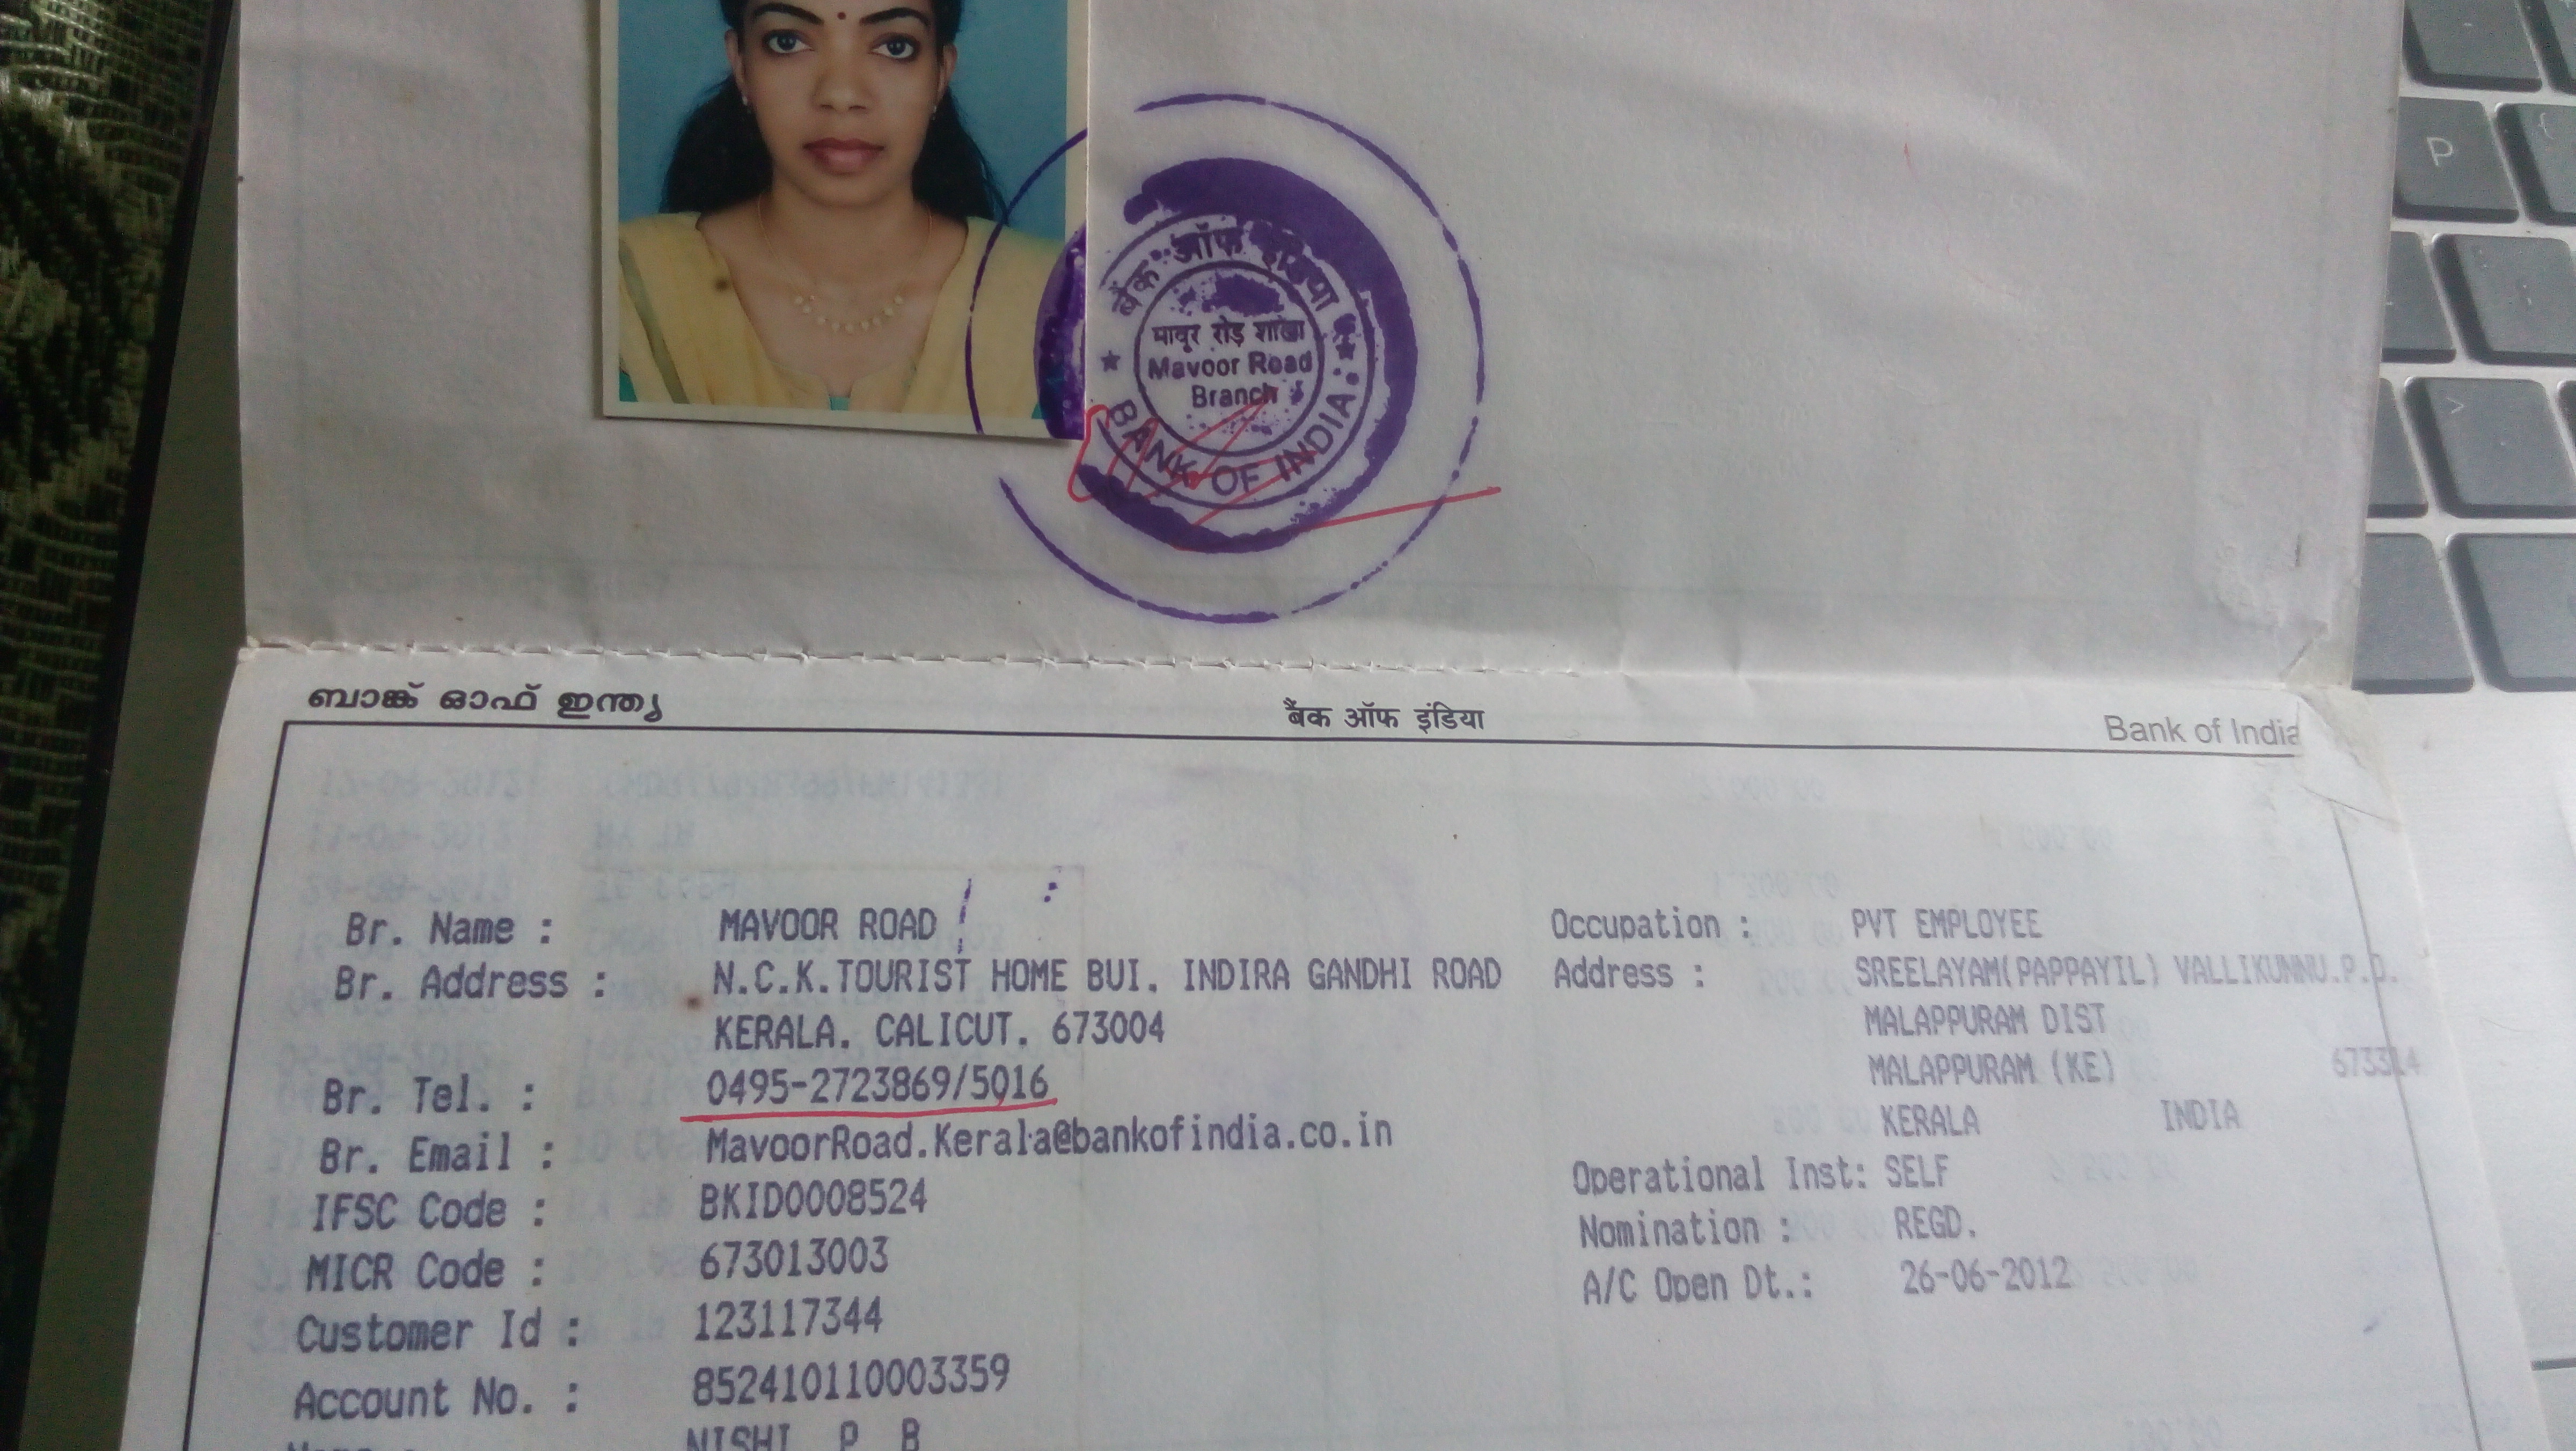 बैंक ऑफ इंडिया
मावूर रोड़ शाखा
Mavoor Road
Branch
BANK OF INDIA
P
ബാങ്ക് ഓഫ് ഇന്ത്യ बैंक ऑफ इंडिया Bank of India
Br. Name : MAVOOR ROAD Occupation : PVT EMPLOYEE
Br. Address : N.C.K.TOURIST HOME BUI, INDIRA GANDHI ROAD Address : SREELAYAM(PAPPAYIL) VALLIKUNNU.P.O.
KERALA, CALICUT, 673004 MALAPPURAM DIST
MALAPPURAM (KE) 673314
Br. Tel. : 0495-2723869/5016
KERALA INDIA
Br. Email : MavoorRoad.Kerala@bankofindia.co.in
Operational Inst: SELF
IFSC Code : BKID0008524
Nomination : REGD.
MICR Code : 673013003
A/C Open Dt.: 26-06-2012
Customer Id : 123117344
Account No. : 852410110003359
Name : NISHI P B